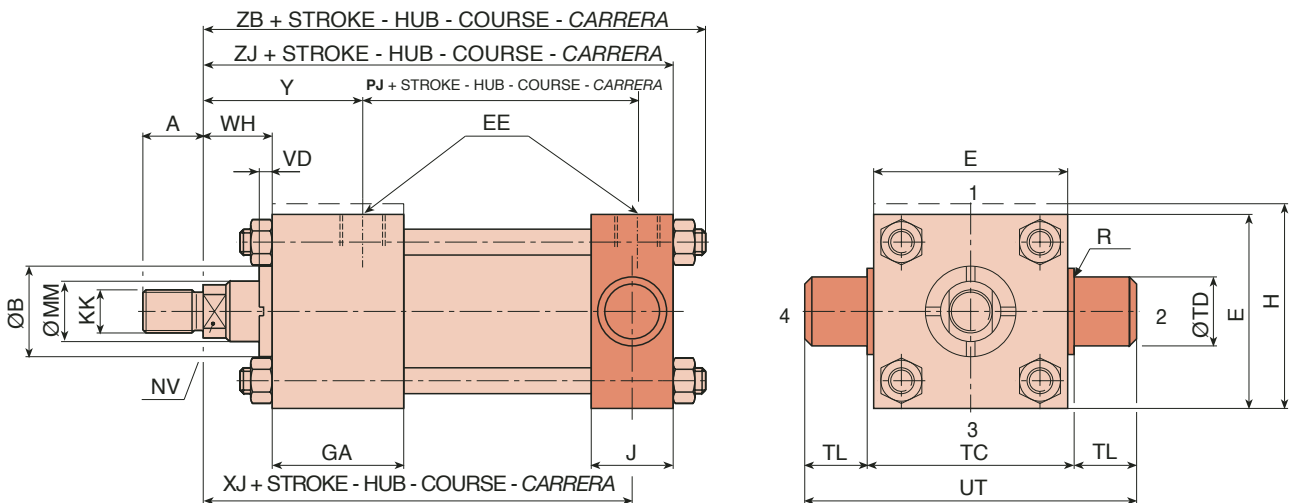 ZB + STROKE - HUB - COURSE - CARRERA
ZJ + STROKE - HUB - COURSE - CARRERA
Y
PJ + STROKE - HUB - COURSE - CARRERA
A
WH
EE
VD
E
1
R
ØB
ØMM
KK
4
2
ØTD
E
H
NV
3
GA
J
TL
TC
TL
XJ + STROKE - HUB - COURSE - CARRERA
UT